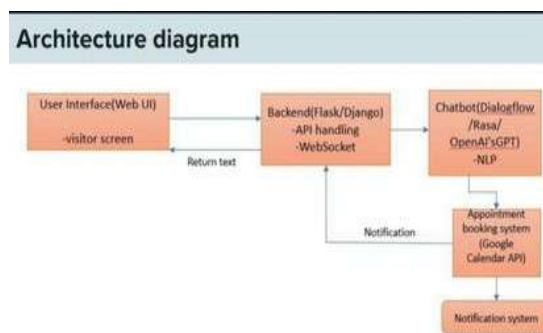 Architecture diagram
User Interface(Web UI)
-visitor screen
Backend(Flask/Django)
-API handling
-WebSocket
Chatbot(Dialogflow
/Rasa/
OpenAI'sGPT)
-NLP
Return text
Appointment
booking system
(Google
Calendar API)
Notification
Notification system